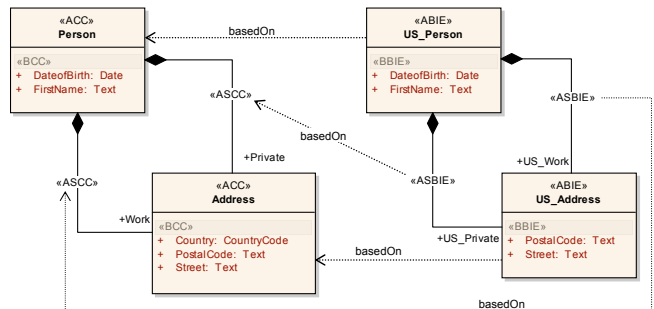 «ACC»
Person
«BCC»
+ DateofBirth: Date
+ FirstName: Text
basedOn
«ABIE»
US_Person
«BBIE»
+ DateofBirth: Date
+ FirstName: Text
«ASCC»
«ASBIE»
basedOn
+Private
+US_Work
«ASCC»
«ASBIE»
«ACC»
Address
«BCC»
+ Country: CountryCode
+ PostalCode: Text
+ Street: Text
+Work
+US_Private
«ABIE»
US_Address
«BBIE»
+ PostalCode: Text
+ Street: Text
basedOn
basedOn